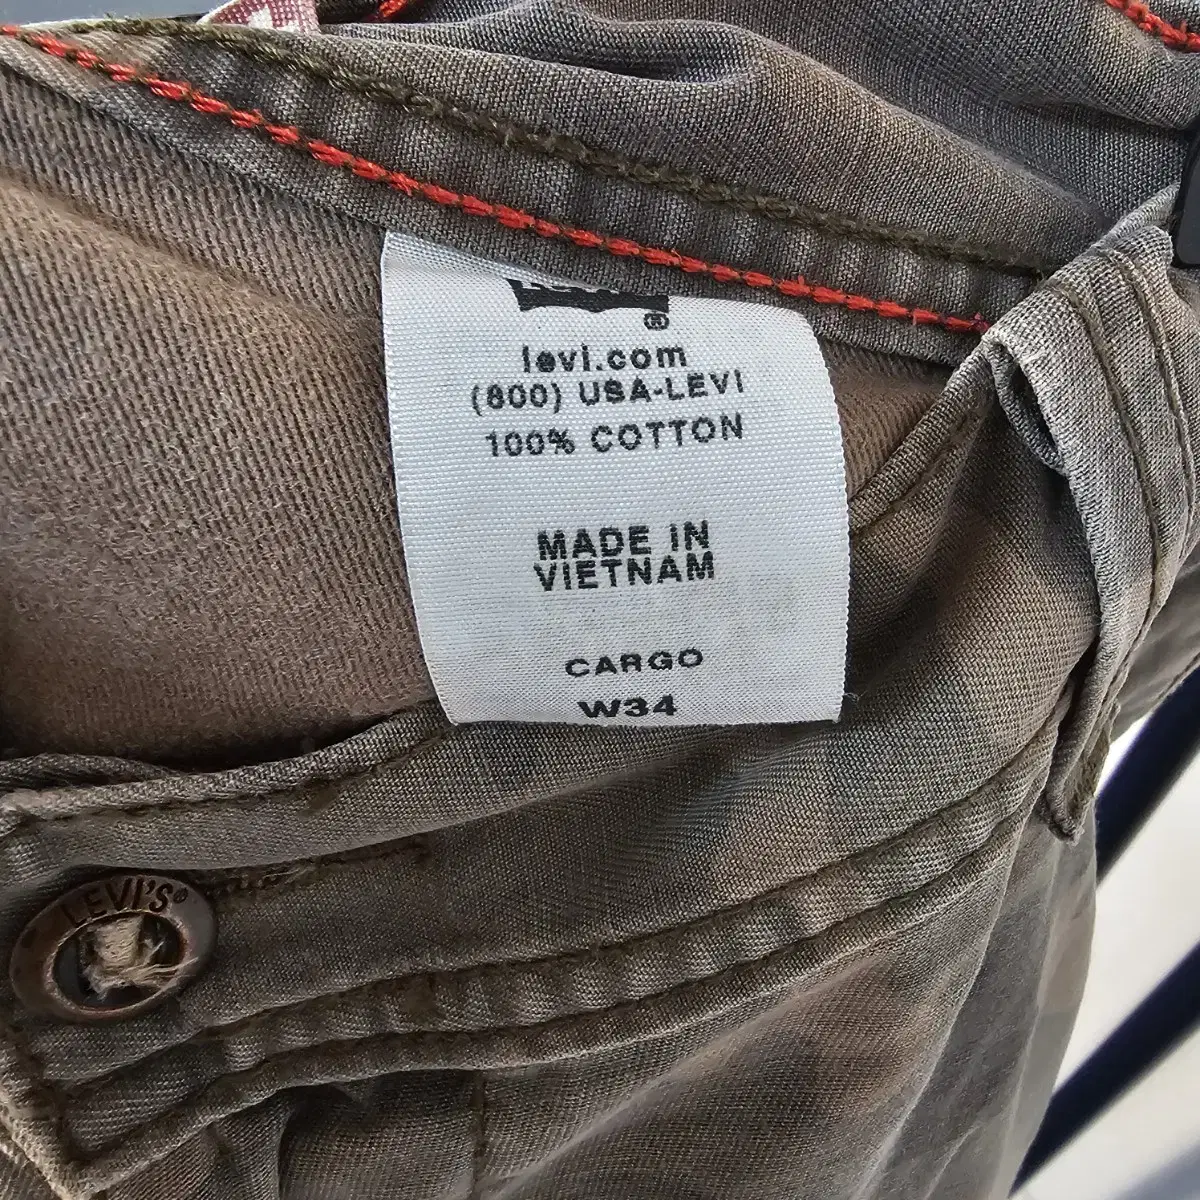 ®
levi.com
(800) USA-LEVI
100% COTTON
MADE IN
VIETNAM
CARGO
W34
LEVI'S®